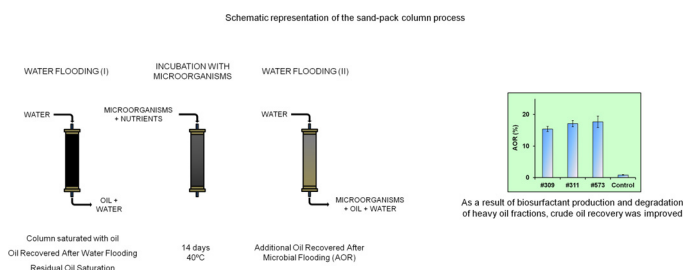 Schematic representation of the sand-pack column process
WATER FLOODING (I)
INCUBATION WITH
MICROORGANISMS
WATER FLOODING (II)
WATER
OIL +
WATER
MICROORGANISMS
+ NUTRIENTS
WATER
MICROORGANISMS
+ OIL + WATER
Column saturated with oil
Oil Recovered After Water Flooding
Residual Oil Saturation
14 days
40ºC
Additional Oil Recovered After
Microbial Flooding (AOR)
AOR (%)
20
10
0
#309 #311 #573 Control
As a result of biosurfactant production and degradation
of heavy oil fractions, crude oil recovery was improved